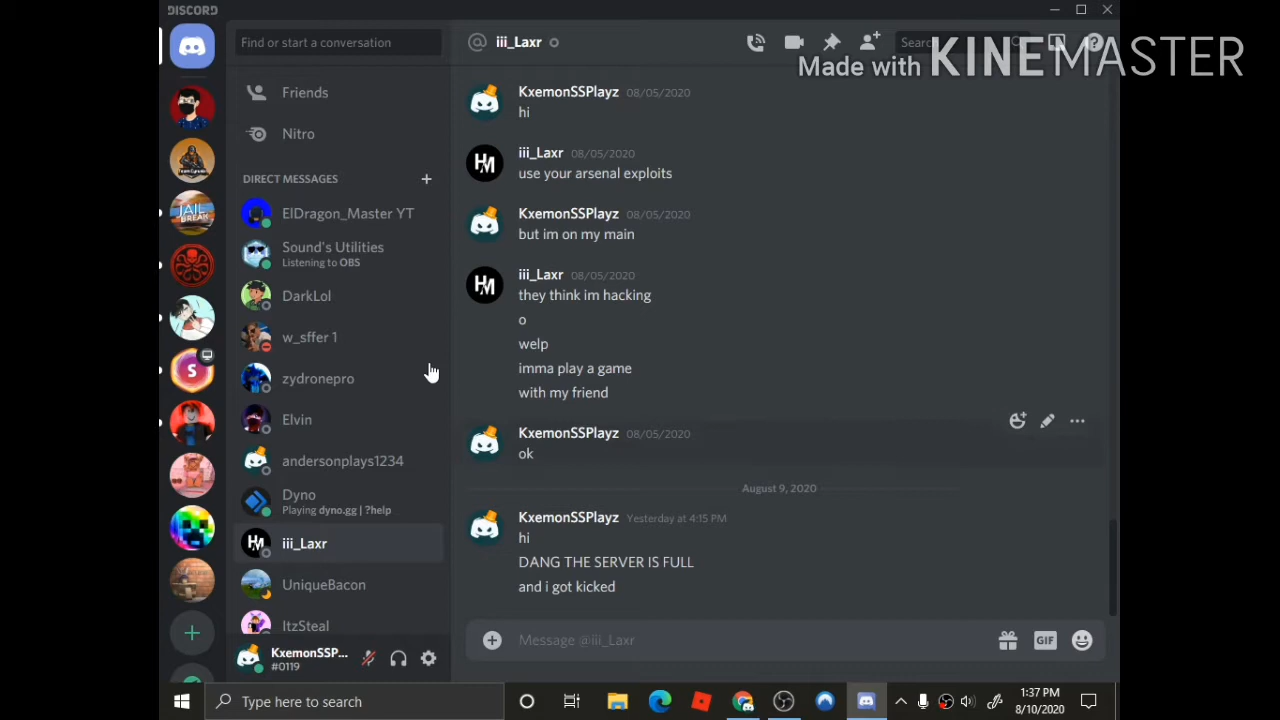 DISCORD
Find or start a conversation
@ iii_Laxr
Made with KINEMASTER
Friends
Nitro
DIRECT MESSAGES
ElDragon_Master YT
Sound's Utilities
Listening to OBS
DarkLol
w_sffer 1
zydronepro
Elvin
andersonplays1234
Dyno
Playing dyno.gg | ?help
iii_Laxr
UniqueBacon
ItzSteal
KxemonSSP...
#0119
KxemonSSPlayz 08/05/2020
hi
iii_Laxr 08/05/2020
use your arsenal exploits
KxemonSSPlayz 08/05/2020
but im on my main
iii_Laxr 08/05/2020
they think im hacking
o
welp
imma play a game
with my friend
KxemonSSPlayz 08/05/2020
ok
August 9, 2020
KxemonSSPlayz Yesterday at 4:15 PM
hi
DANG THE SERVER IS FULL
and i got kicked
Message @iii_Laxr
GIF
JAIL
BREAK
S
HM
Type here to search
1:37 PM
8/10/2020